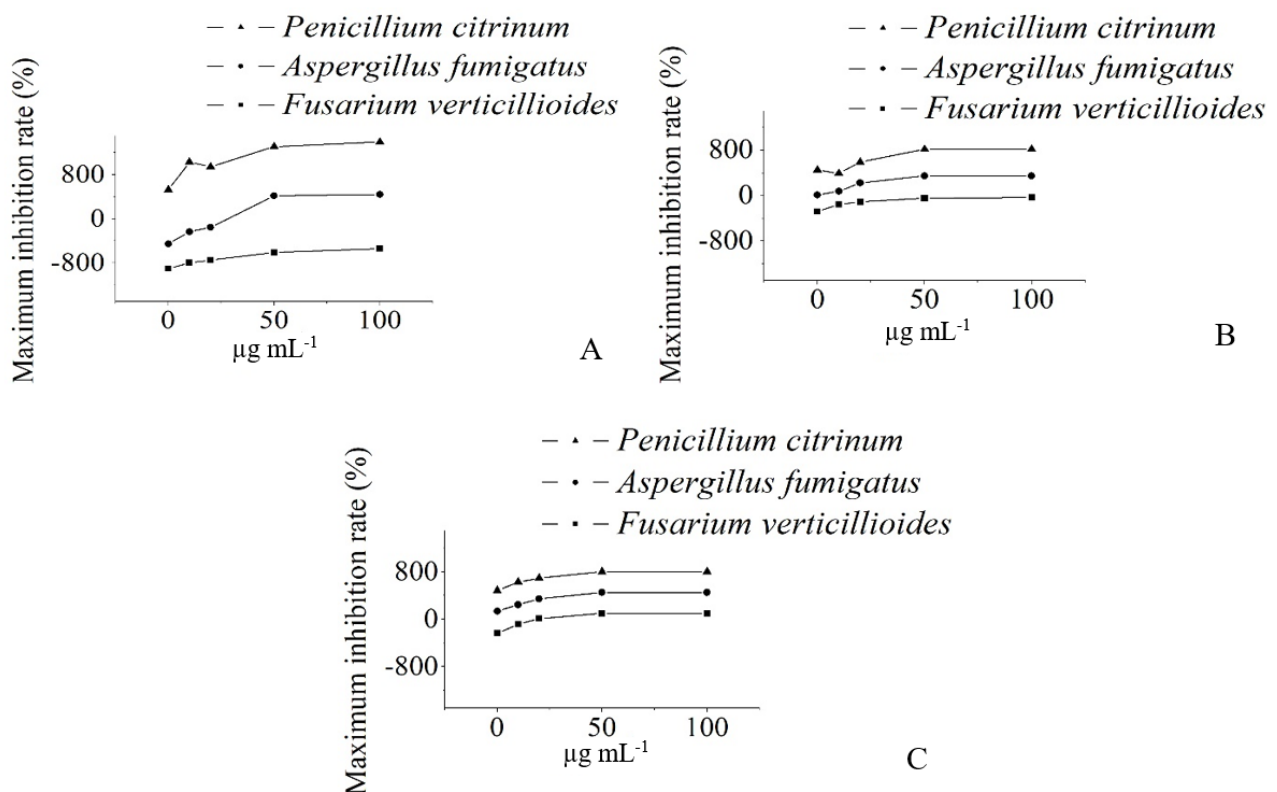 Penicillium citrinum
Aspergillus fumigatus
Fusarium verticillioides
Maximum inhibition rate (%)
800
0
-800
0 50 100
µg mL-1
A
Penicillium citrinum
Aspergillus fumigatus
Fusarium verticillioides
Maximum inhibition rate (%)
800
0
-800
0 50 100
µg mL-1
B
Penicillium citrinum
Aspergillus fumigatus
Fusarium verticillioides
Maximum inhibition rate (%)
800
0
-800
0 50 100
µg mL-1
C